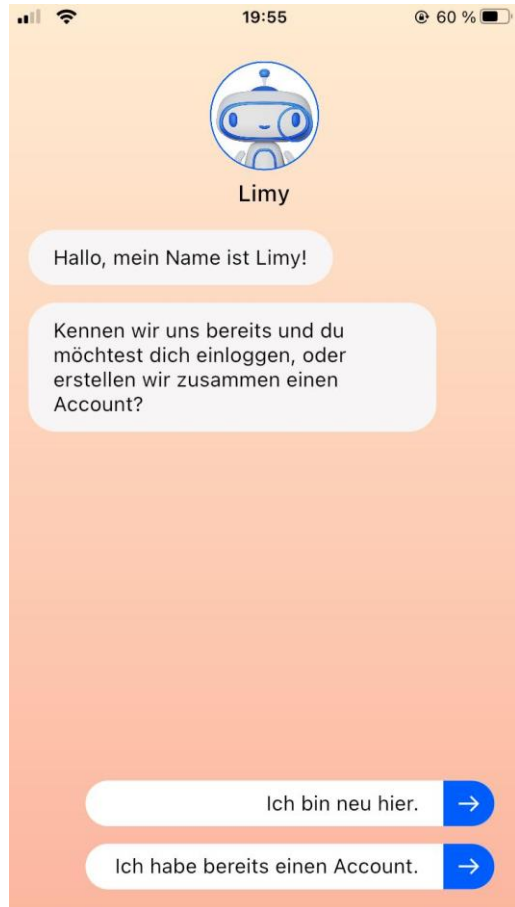 19:55
60 %
Limy
Hallo, mein Name ist Limy!
Kennen wir uns bereits und du
möchtest dich einloggen, oder
erstellen wir zusammen einen
Account?
Ich bin neu hier.
Ich habe bereits einen Account.